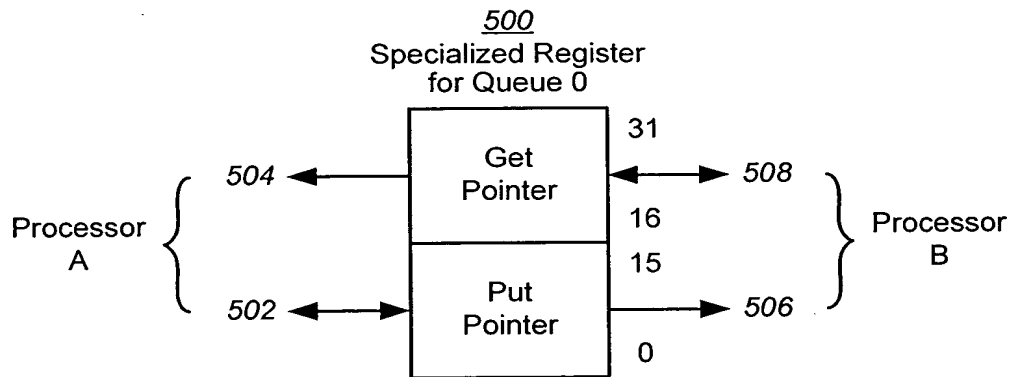 500
Specialized Register
for Queue 0
31
Get
Pointer
504
508
16
Processor
A
Processor
B
15
Put
Pointer
502
506
0